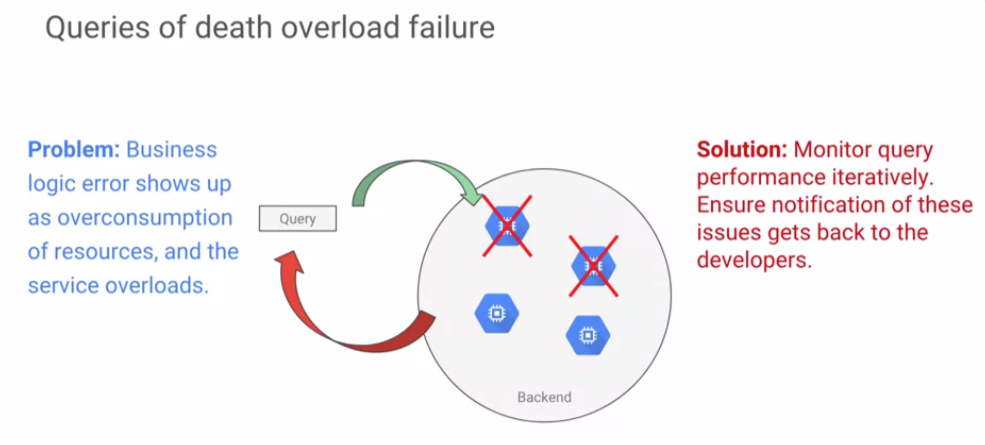 Queries of death overload failure
Problem: Business
logic error shows up
as overconsumption
of resources, and the
service overloads.
Query
Solution: Monitor query
performance iteratively.
Ensure notification of these
issues gets back to the
developers.
Backend